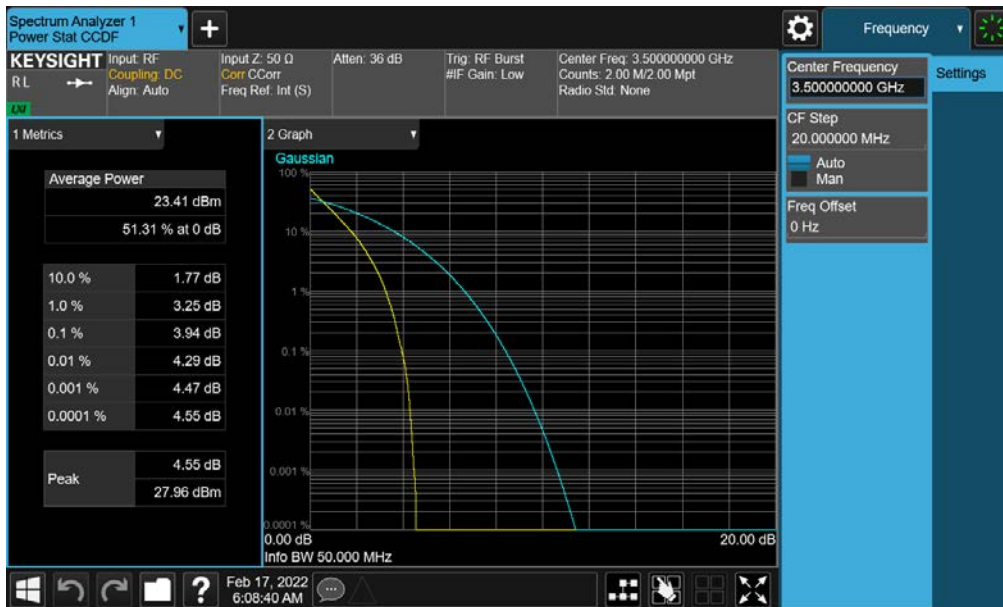 Spectrum Analyzer 1
Power Stat CCDF
+
Frequency
KEYSIGHT
RL
LXI
Input: RF
Coupling: DC
Align: Auto
Input Z: 50 Ω
Corr CCorr
Freq Ref: Int (S)
Atten: 36 dB
Trig: RF Burst
#IF Gain: Low
Center Freq: 3.500000000 GHz
Counts: 2.00 M/2.00 Mpt
Radio Std: None
Center Frequency
3.500000000 GHz
Settings
CF Step
20.000000 MHz
Auto
Man
Freq Offset
0 Hz
1 Metrics
Average Power
23.41 dBm
51.31 % at 0 dB
10.0 % 1.77 dB
1.0 % 3.25 dB
0.1 % 3.94 dB
0.01 % 4.29 dB
0.001 % 4.47 dB
0.0001 % 4.55 dB
Peak
4.55 dB
27.96 dBm
2 Graph
Gaussian
100 %
10 %
1 %
0.1 %
0.01 %
0.001 %
0.0001 %
0.00 dB 20.00 dB
Info BW 50.000 MHz
?
Feb 17, 2022
6:08:40 AM